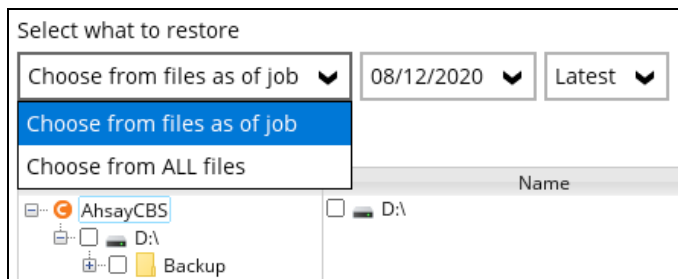 Select what to restore
Choose from files as of job 08/12/2020 Latest
Choose from files as of job
Choose from ALL files
Name
AhsayCBS
D:\
D:\
Backup